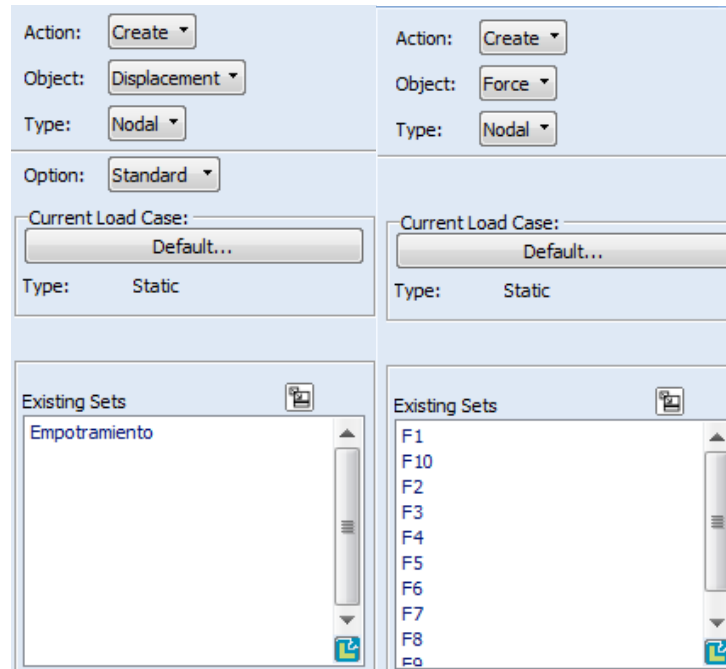 Action: Create
Object: Displacement
Type: Nodal
Option: Standard
Current Load Case:
Default...
Type: Static
Existing Sets
Empotramiento
Action: Create
Object: Force
Type: Nodal
Current Load Case:
Default...
Type: Static
Existing Sets
F1
F10
F2
F3
F4
F5
F6
F7
F8
F9